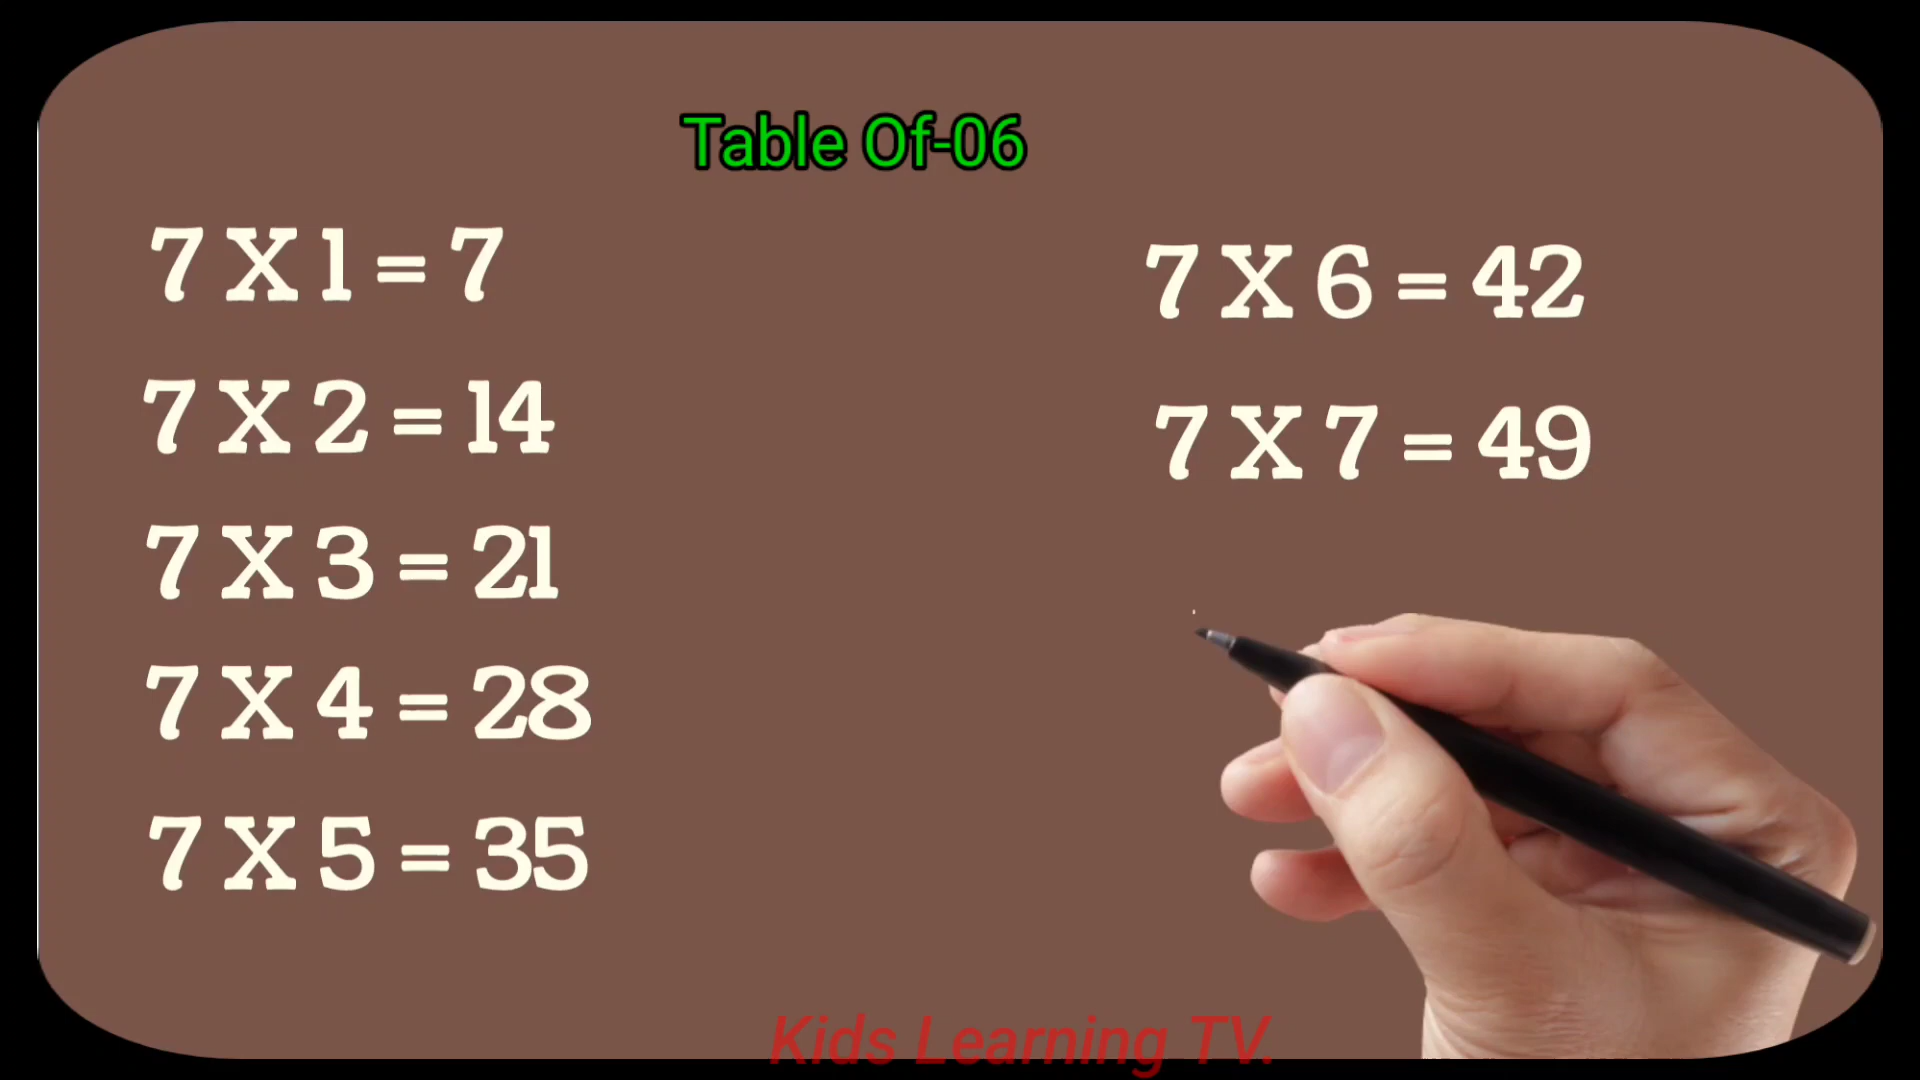 Table Of-06
7 X 1 = 7
7 X 2 = 14
7 X 3 = 21
7 X 4 = 28
7 X 5 = 35
7 X 6 = 42
7 X 7 = 49
Kids Learning TV.